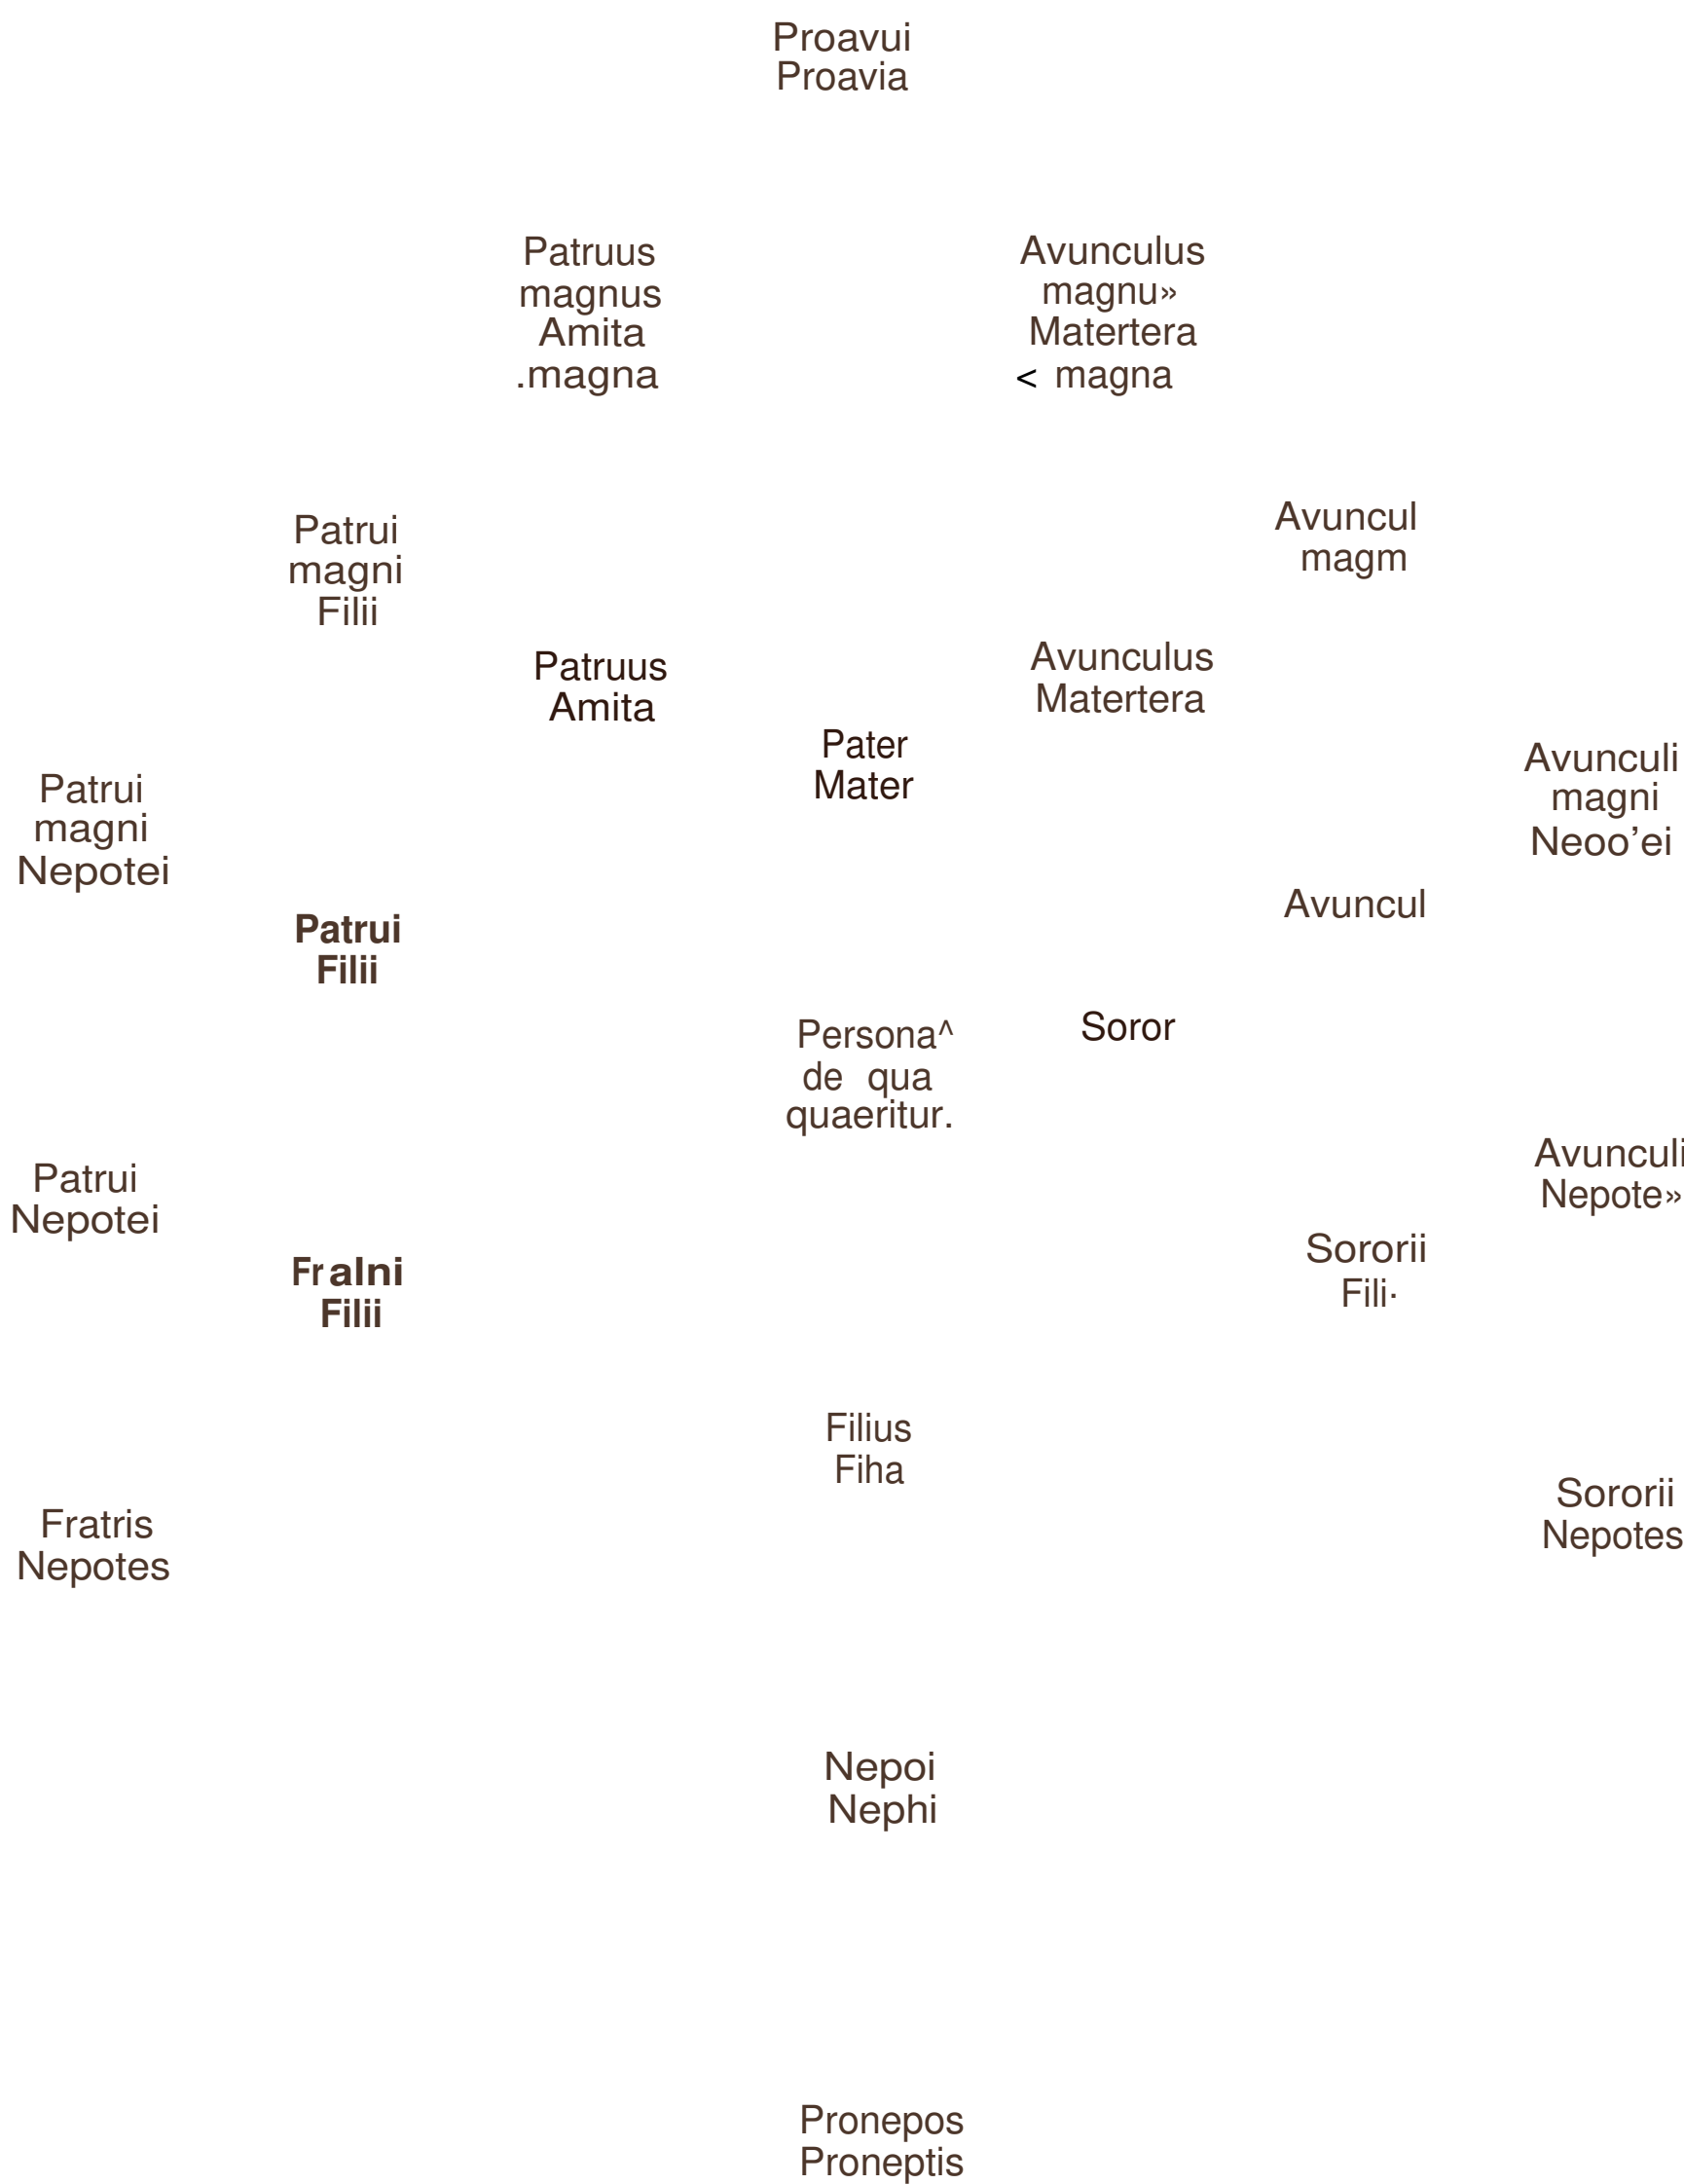 Proavui
Proavia
Patruus
magnus
Amita
.magna
Avunculus
magnu»
Matertera
< magna
Patrui
magni
Filii
Avuncul
magm
Patruus
Amita
Avunculus
Matertera
Pater
Mater
Patrui
magni
Nepotei
Avunculi
magni
Neoo’ei
Patrui
Filii
Avuncul
Persona^
de qua
quaeritur.
Soror
Patrui
Nepotei
Avunculi
Nepote»
Fralni
Filii
Sororii
Fili·
Filius
Fiha
Fratris
Nepotes
Sororii
Nepotes
Nepoi
Nephi
Pronepos
Proneptis